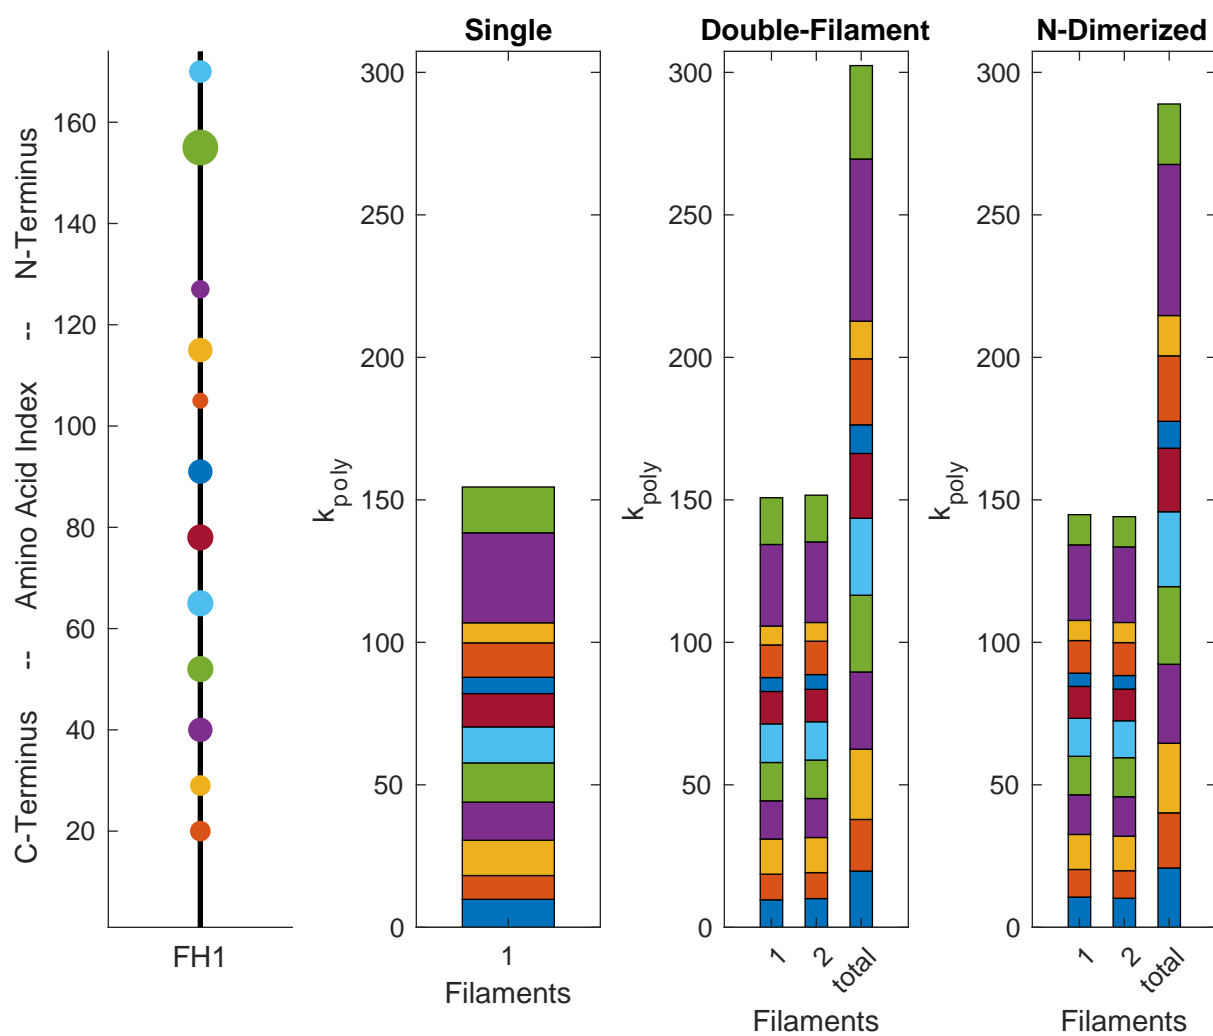 Single
Double-Filament
N-Dimerized
C-Terminus -- Amino Acid Index -- N-Terminus
160
140
120
100
80
60
40
20
FH1
k_poly
300
250
200
150
100
50
0
1
Filaments
k_poly
300
250
200
150
100
50
0
1
2
total
Filaments
k_poly
300
250
200
150
100
50
0
1
2
total
Filaments